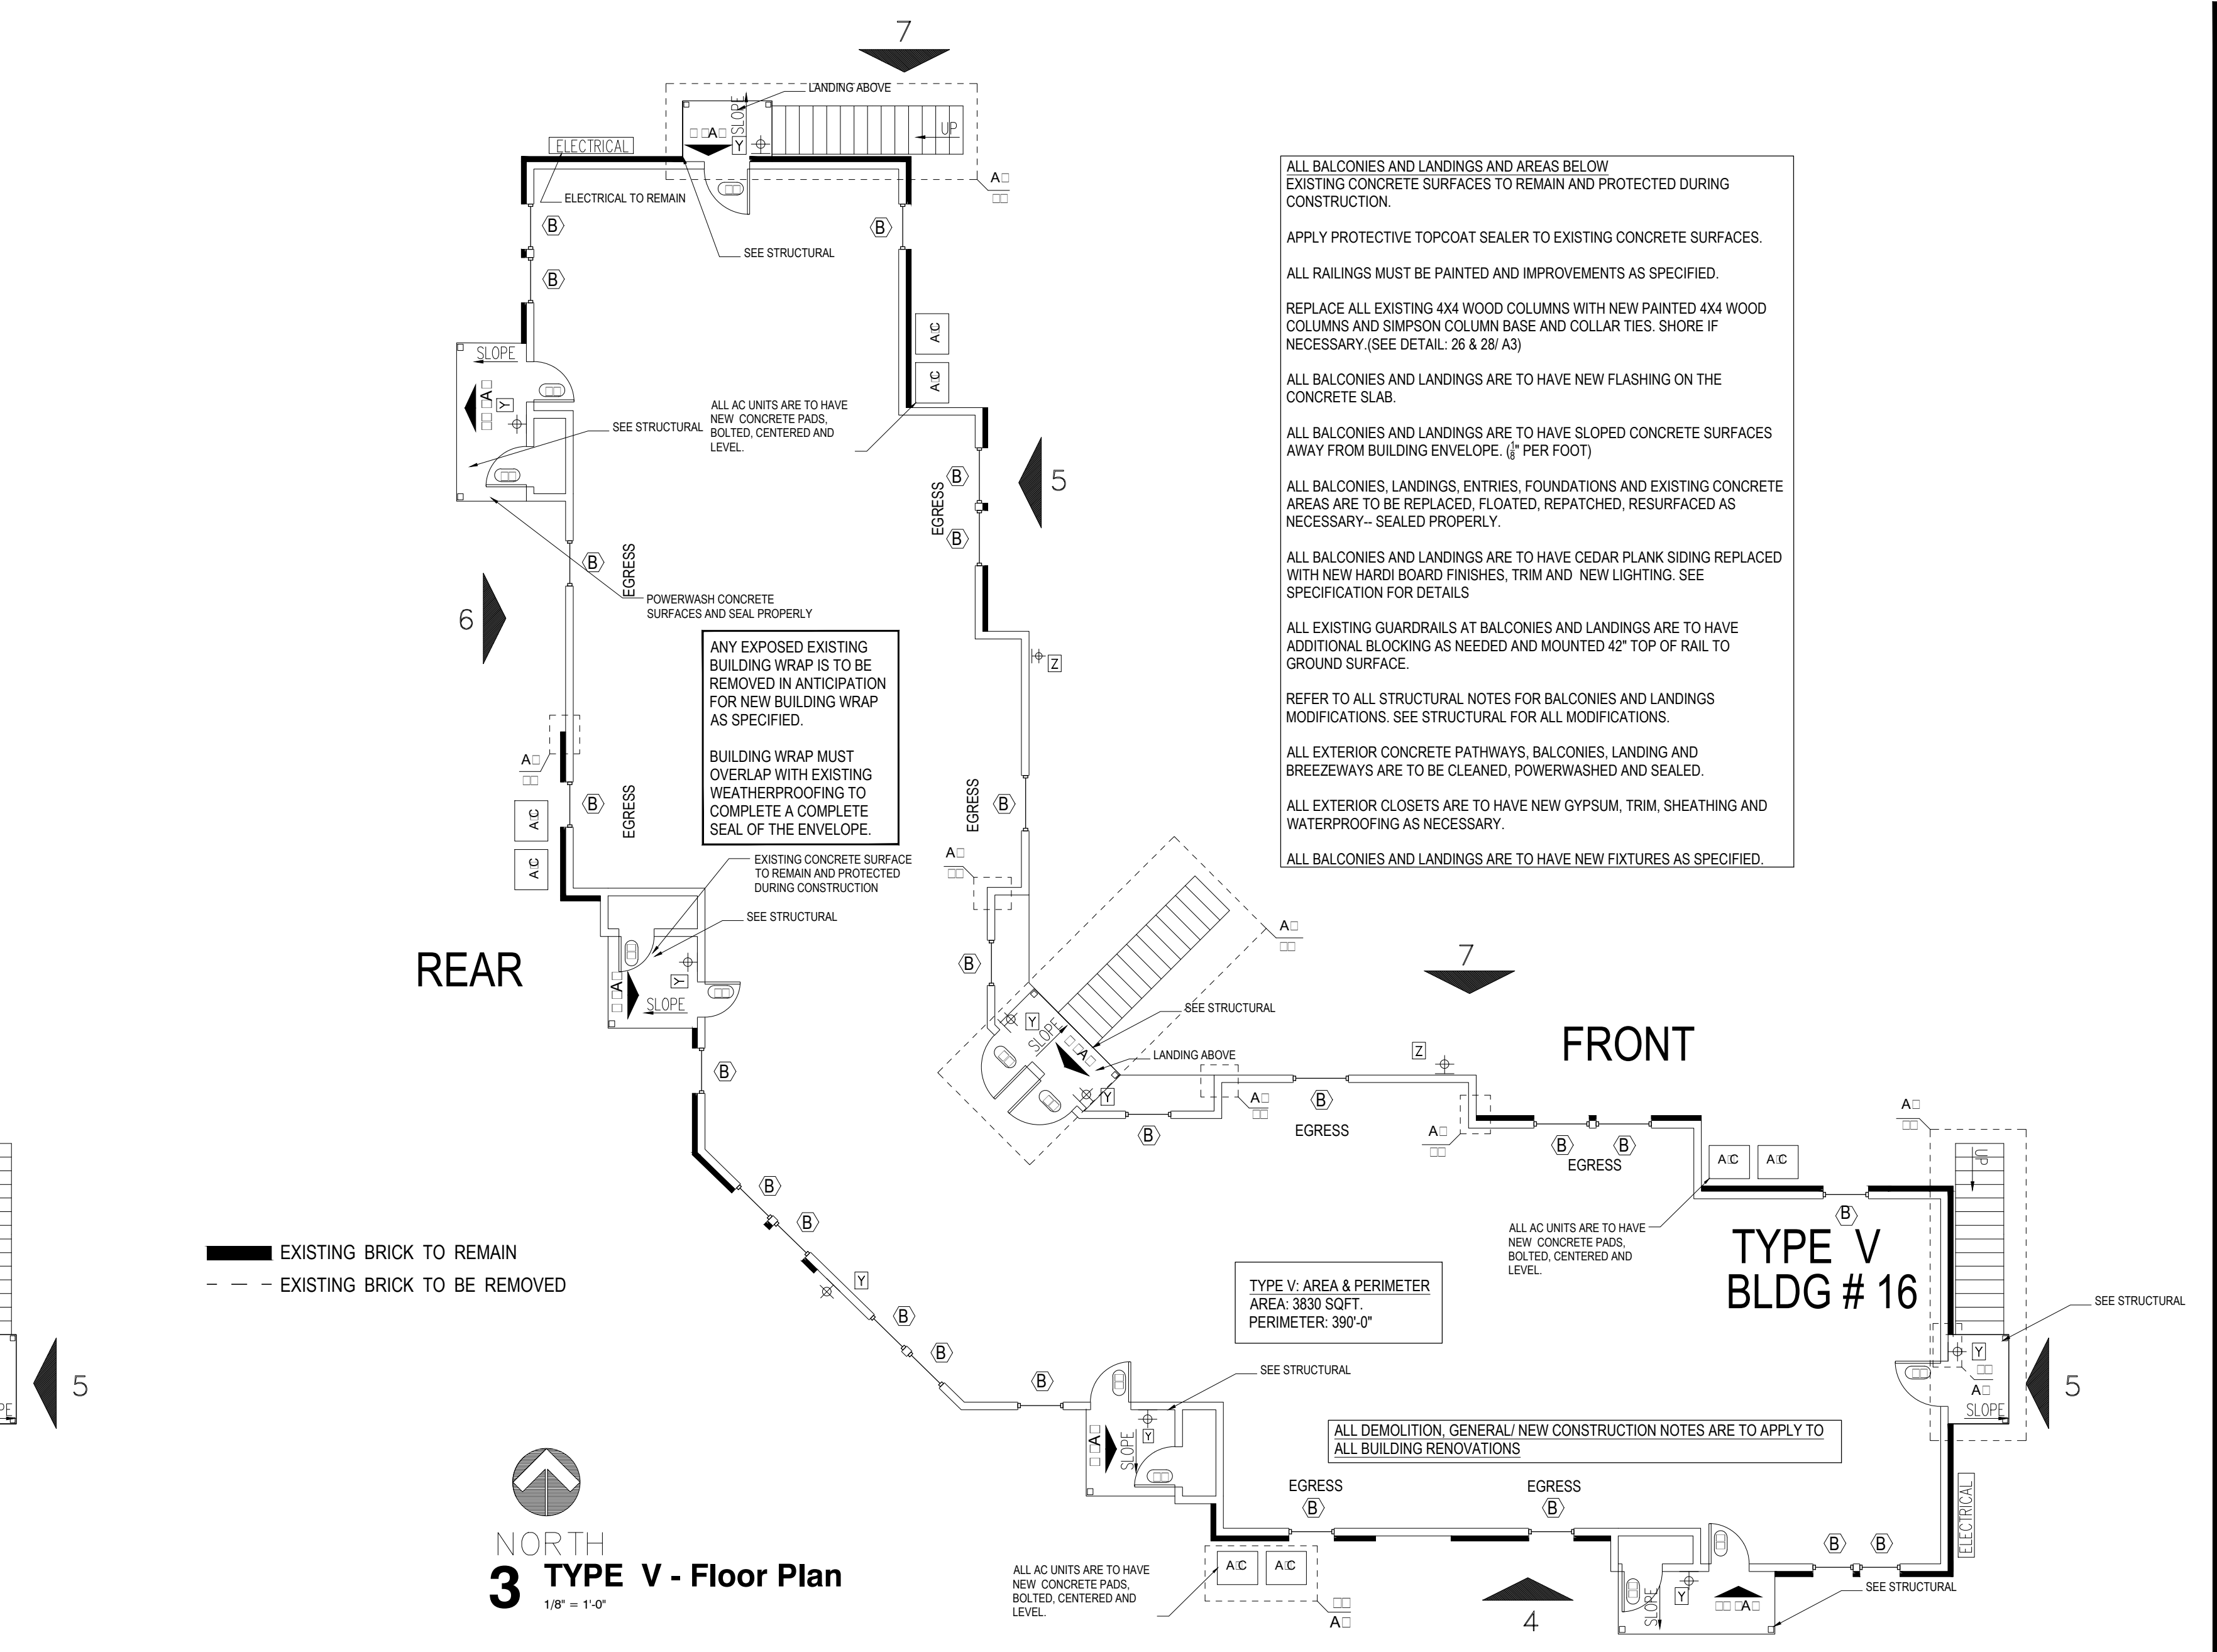 7
LANDING ABOVE
SLOPE
UP
Y
ELECTRICAL
ELECTRICAL TO REMAIN
SEE STRUCTURAL
B
B
B
A/C
A/C
SLOPE
Y
SEE STRUCTURAL
ALL AC UNITS ARE TO HAVE
NEW CONCRETE PADS,
BOLTED, CENTERED AND
LEVEL.
B
B
EGRESS
5
B
EGRESS
6
POWERWASH CONCRETE
SURFACES AND SEAL PROPERLY
Z
ANY EXPOSED EXISTING
BUILDING WRAP IS TO BE
REMOVED IN ANTICIPATION
FOR NEW BUILDING WRAP
AS SPECIFIED.
BUILDING WRAP MUST
OVERLAP WITH EXISTING
WEATHERPROOFING TO
COMPLETE A COMPLETE
SEAL OF THE ENVELOPE.
B
EGRESS
A/C
A/C
B
EGRESS
EXISTING CONCRETE SURFACE
TO REMAIN AND PROTECTED
DURING CONSTRUCTION
SEE STRUCTURAL
REAR
Y
SLOPE
B
B
ALL BALCONIES AND LANDINGS AND AREAS BELOW
EXISTING CONCRETE SURFACES TO REMAIN AND PROTECTED DURING
CONSTRUCTION.
APPLY PROTECTIVE TOPCOAT SEALER TO EXISTING CONCRETE SURFACES.
ALL RAILINGS MUST BE PAINTED AND IMPROVEMENTS AS SPECIFIED.
REPLACE ALL EXISTING 4X4 WOOD COLUMNS WITH NEW PAINTED 4X4 WOOD
COLUMNS AND SIMPSON COLUMN BASE AND COLLAR TIES. SHORE IF
NECESSARY.(SEE DETAIL: 26 & 28/ A3)
ALL BALCONIES AND LANDINGS ARE TO HAVE NEW FLASHING ON THE
CONCRETE SLAB.
ALL BALCONIES AND LANDINGS ARE TO HAVE SLOPED CONCRETE SURFACES
AWAY FROM BUILDING ENVELOPE. (1/8" PER FOOT)
ALL BALCONIES, LANDINGS, ENTRIES, FOUNDATIONS AND EXISTING CONCRETE
AREAS ARE TO BE REPLACED, FLOATED, REPATCHED, RESURFACED AS
NECESSARY-- SEALED PROPERLY.
ALL BALCONIES AND LANDINGS ARE TO HAVE CEDAR PLANK SIDING REPLACED
WITH NEW HARDI BOARD FINISHES, TRIM AND NEW LIGHTING. SEE
SPECIFICATION FOR DETAILS
ALL EXISTING GUARDRAILS AT BALCONIES AND LANDINGS ARE TO HAVE
ADDITIONAL BLOCKING AS NEEDED AND MOUNTED 42" TOP OF RAIL TO
GROUND SURFACE.
REFER TO ALL STRUCTURAL NOTES FOR BALCONIES AND LANDINGS
MODIFICATIONS. SEE STRUCTURAL FOR ALL MODIFICATIONS.
ALL EXTERIOR CONCRETE PATHWAYS, BALCONIES, LANDING AND
BREEZEWAYS ARE TO BE CLEANED, POWERWASHED AND SEALED.
ALL EXTERIOR CLOSETS ARE TO HAVE NEW GYPSUM, TRIM, SHEATHING AND
WATERPROOFING AS NECESSARY.
ALL BALCONIES AND LANDINGS ARE TO HAVE NEW FIXTURES AS SPECIFIED.
SEE STRUCTURAL
LANDING ABOVE
Y
SLOPE
Y
7
FRONT
Z
B
EGRESS
B
B
B
EGRESS
A/C
A/C
B
UP
ALL AC UNITS ARE TO HAVE
NEW CONCRETE PADS,
BOLTED, CENTERED AND
LEVEL.
TYPE V
BLDG # 16
SEE STRUCTURAL
Y
SLOPE
5
EXISTING BRICK TO REMAIN
EXISTING BRICK TO BE REMOVED
5
B
B
Y
B
B
B
TYPE V: AREA & PERIMETER
AREA: 3830 SQFT.
PERIMETER: 390'-0"
SEE STRUCTURAL
SLOPE
Y
ALL DEMOLITION, GENERAL/ NEW CONSTRUCTION NOTES ARE TO APPLY TO
ALL BUILDING RENOVATIONS
EGRESS
B
EGRESS
B
B
B
ELECTRICAL
SEE STRUCTURAL
Y
SLOPE
A/C
A/C
ALL AC UNITS ARE TO HAVE
NEW CONCRETE PADS,
BOLTED, CENTERED AND
LEVEL.
4
NORTH
3 TYPE V - Floor Plan
1/8" = 1'-0"